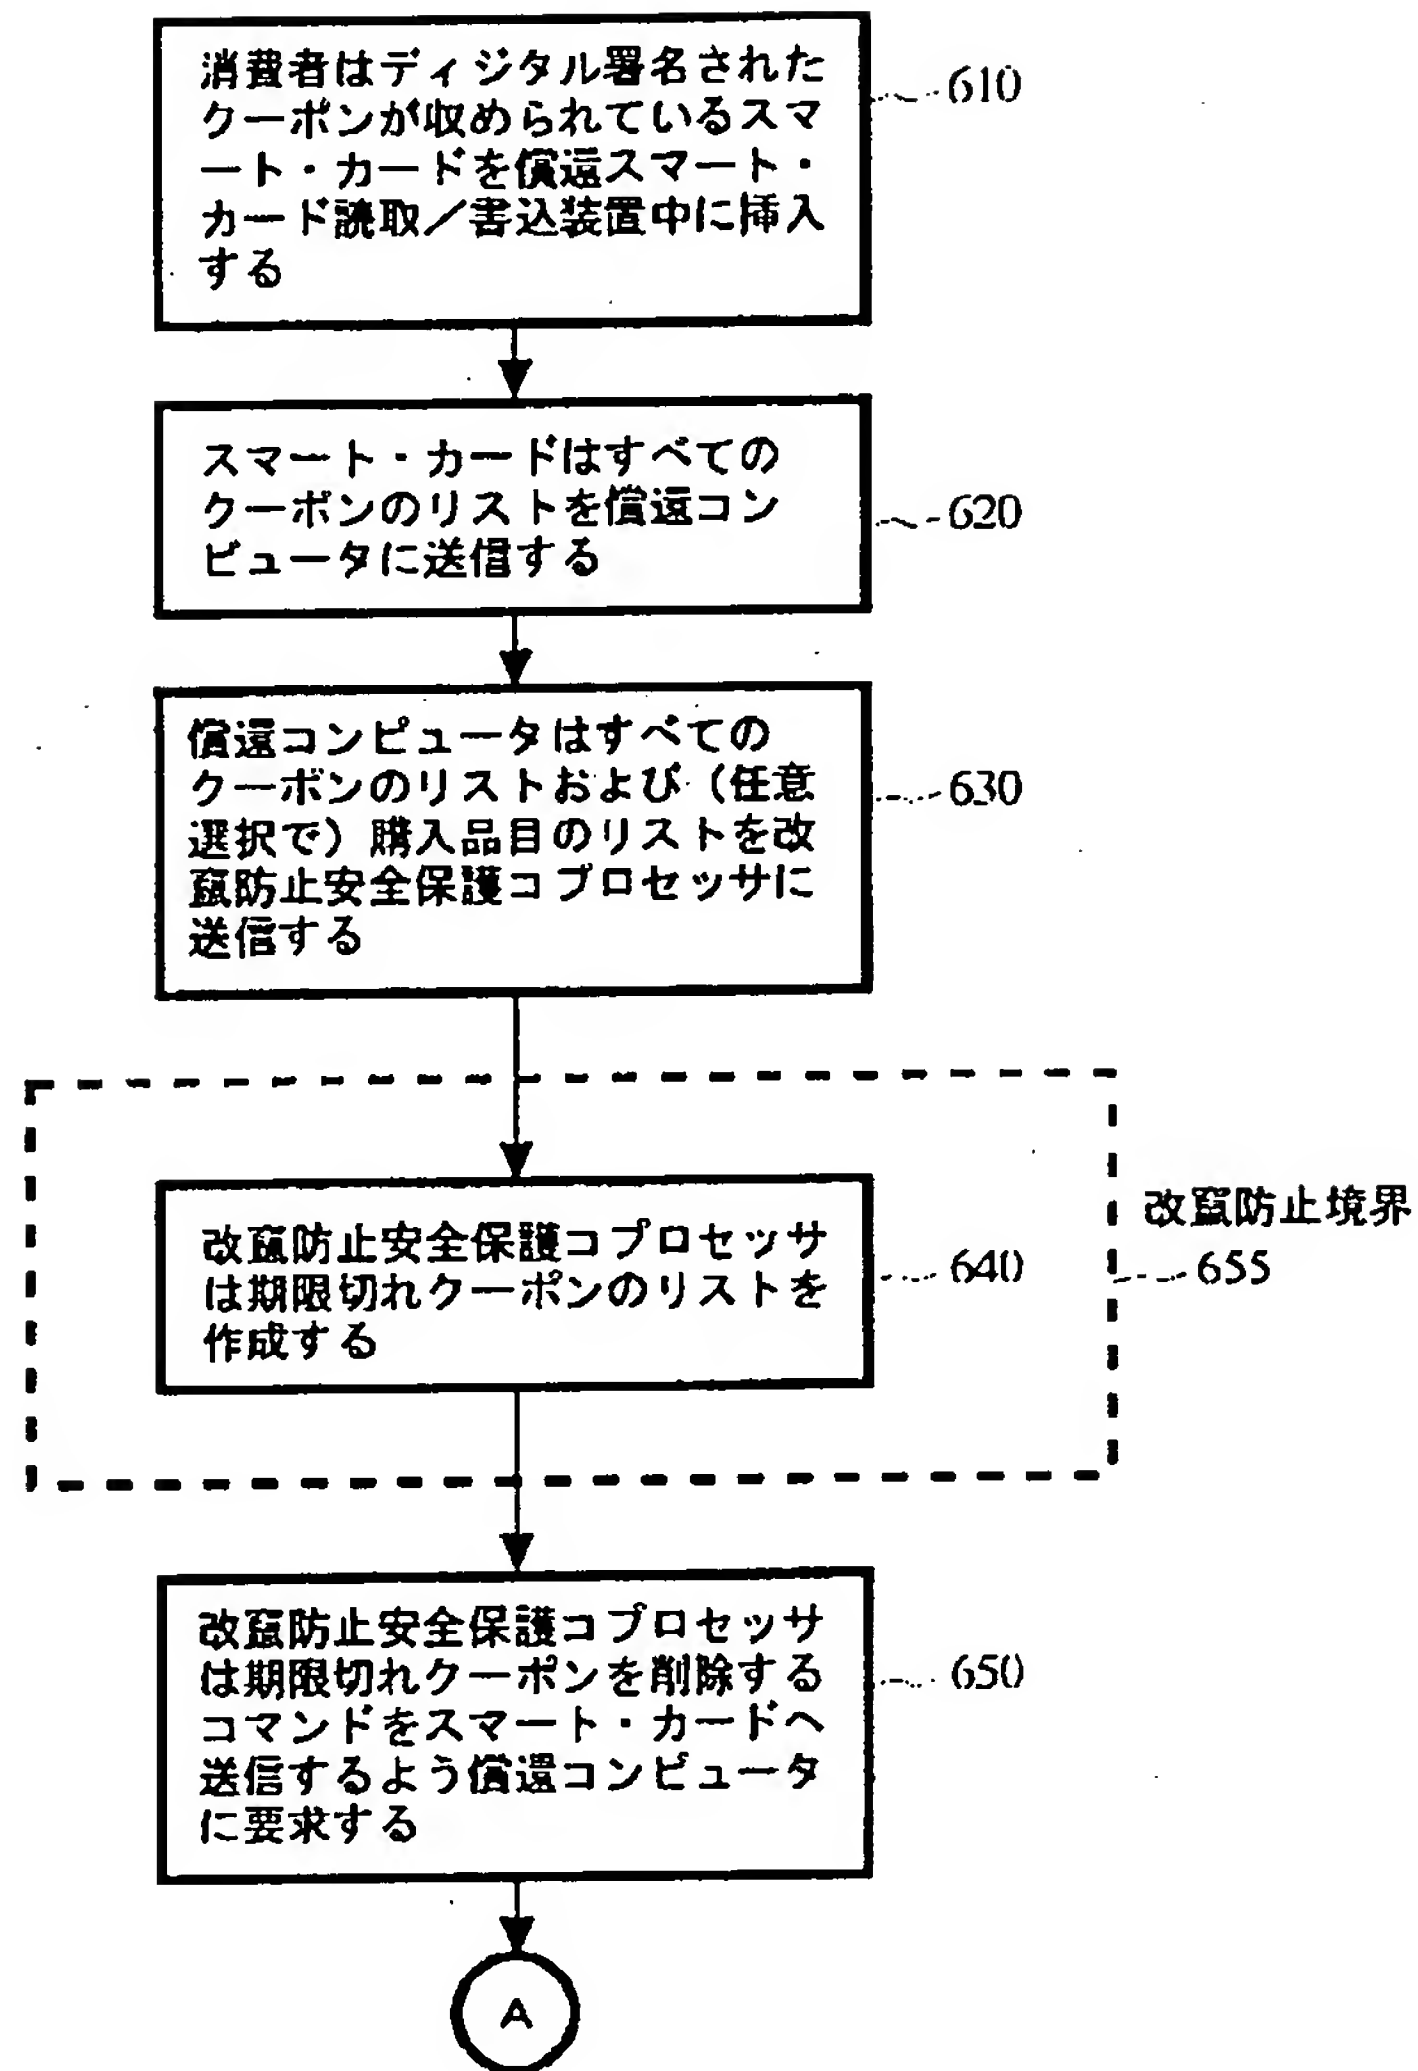 消費者はディジタル署名された
クーポンが収められているスマ
ート・カードを償還スマート・
カード読取／書込装置中に挿入
する
610
スマート・カードはすべての
クーポンのリストを償還コン
ピュータに送信する
620
償還コンピュータはすべての
クーポンのリストおよび（任意
選択で）購入品目のリストを改
竄防止安全保護コプロセッサに
送信する
630
改竄防止安全保護コプロセッサ
は期限切れクーポンのリストを
作成する
640
改竄防止境界
655
改竄防止安全保護コプロセッサ
は期限切れクーポンを削除する
コマンドをスマート・カードへ
送信するよう償還コンピュータ
に要求する
650
A